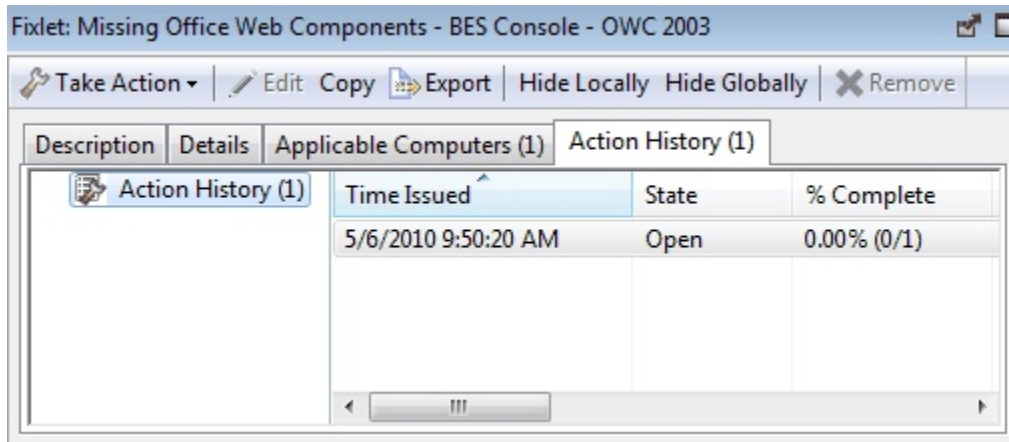 Fixlet: Missing Office Web Components - BES Console - OWC 2003
Take Action Edit Copy Export Hide Locally Hide Globally Remove
Description Details Applicable Computers (1) Action History (1)
Action History (1) Time Issued State % Complete
5/6/2010 9:50:20 AM Open 0.00% (0/1)